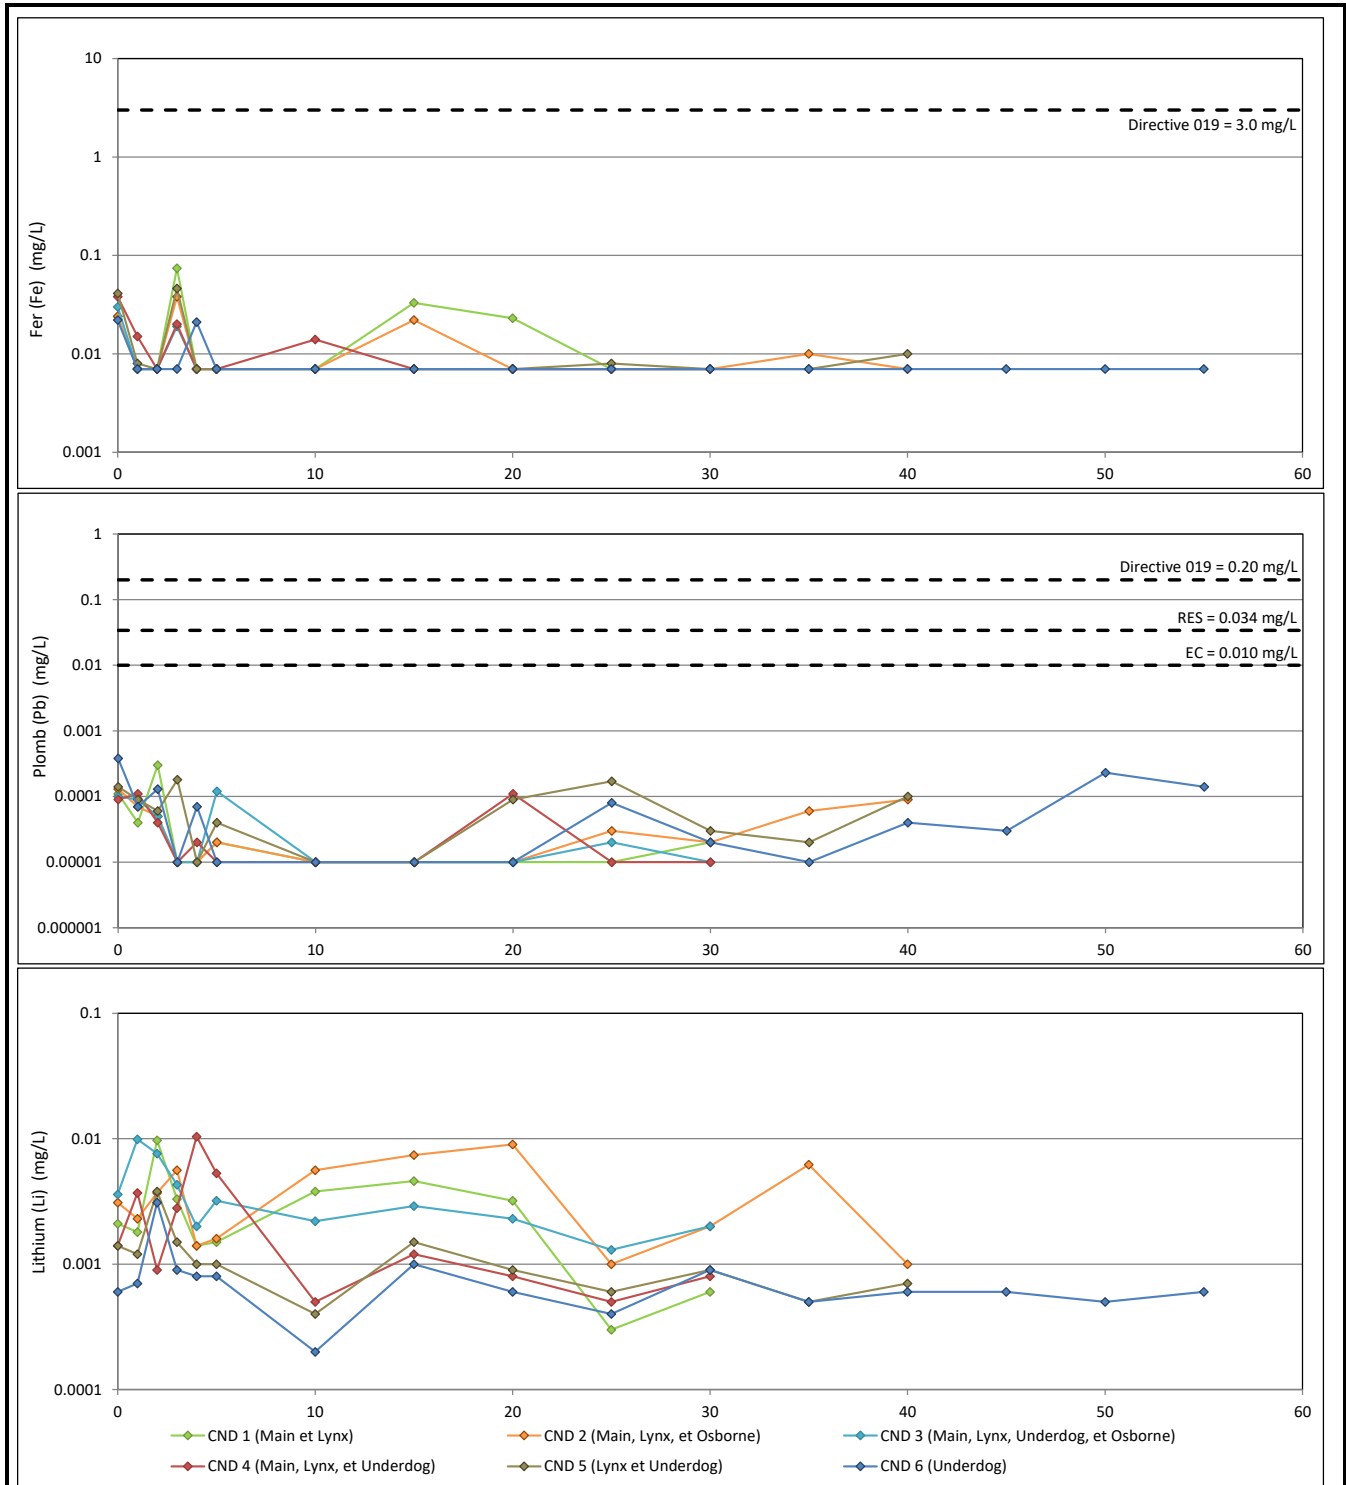 10
Directive 019 = 3.0 mg/L
1
0.1
0.01
0.001
Fer (Fe) (mg/L)
0 10 20 30 40 50 60
1
Directive 019 = 0.20 mg/L
0.1
RES = 0.034 mg/L
EC = 0.010 mg/L
0.01
0.001
0.0001
0.00001
0.000001
Plomb (Pb) (mg/L)
0 10 20 30 40 50 60
0.1
0.01
0.001
0.0001
Lithium (Li) (mg/L)
0 10 20 30 40 50 60
CND 1 (Main et Lynx) CND 2 (Main, Lynx, et Osborne) CND 3 (Main, Lynx, Underdog, et Osborne)
CND 4 (Main, Lynx, et Underdog) CND 5 (Lynx et Underdog) CND 6 (Underdog)